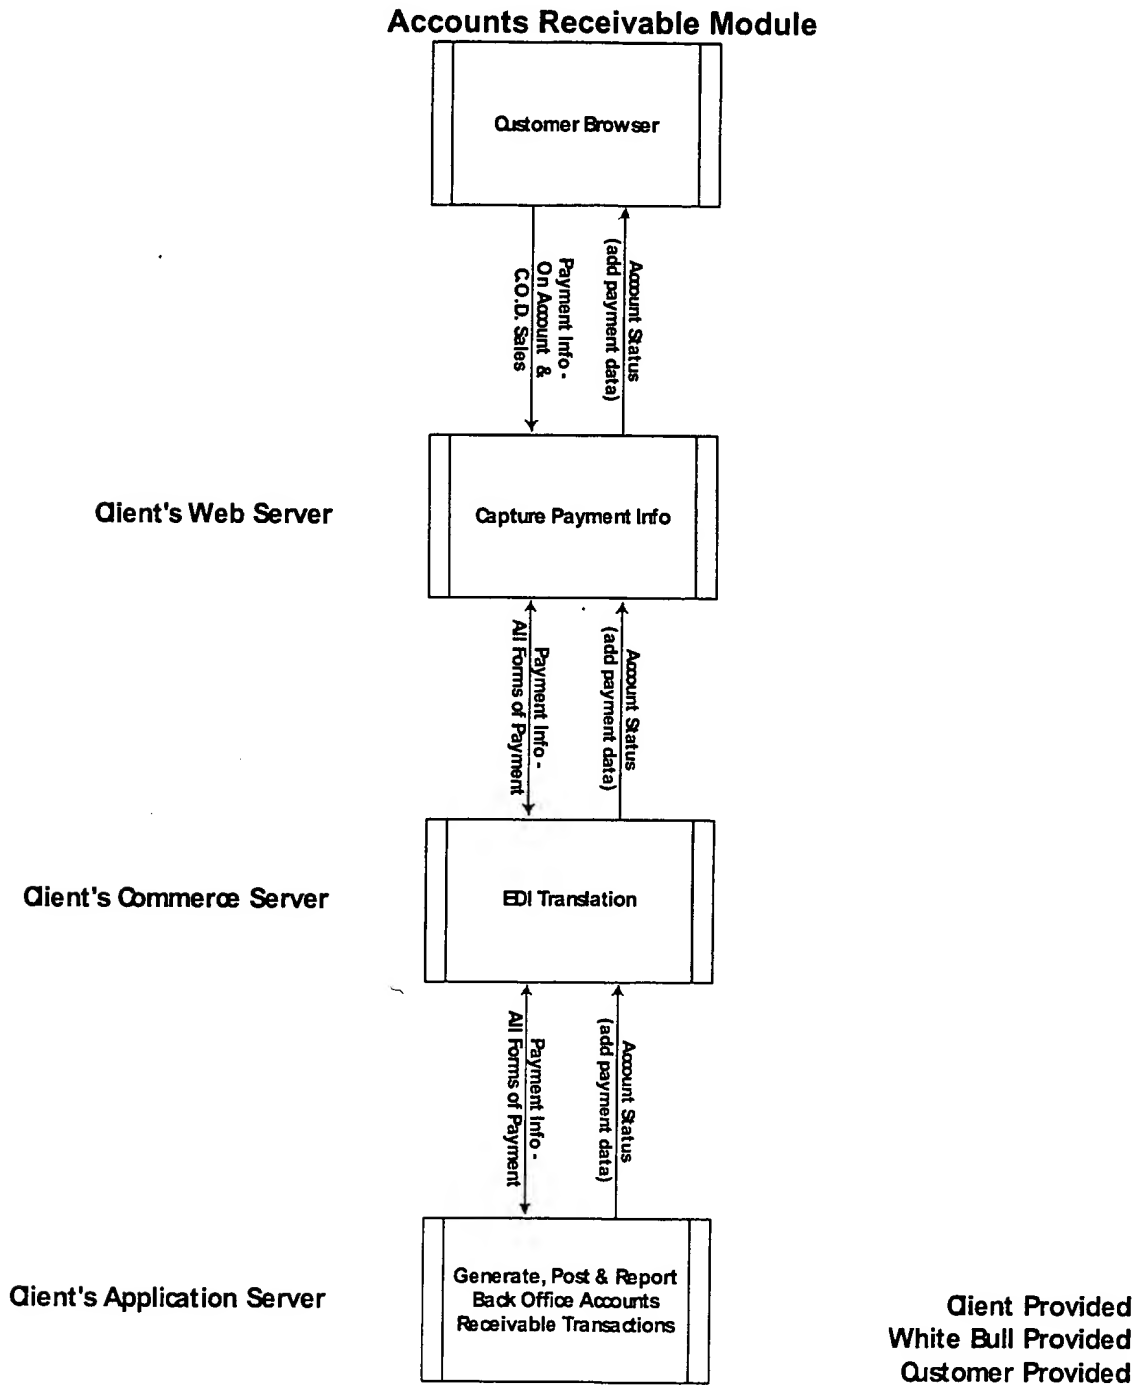 Accounts Receivable Module
Customer Browser
Payment Info -
On Account &
C.O.D. Sales
Account Status
(add payment data)
Client's Web Server
Capture Payment Info
Payment Info -
All Forms of Payment
Account Status
(add payment data)
Client's Commerce Server
EDI Translation
Payment Info -
All Forms of Payment
Account Status
(add payment data)
Client's Application Server
Generate, Post & Report
Back Office Accounts
Receivable Transactions
Client Provided
White Bull Provided
Customer Provided